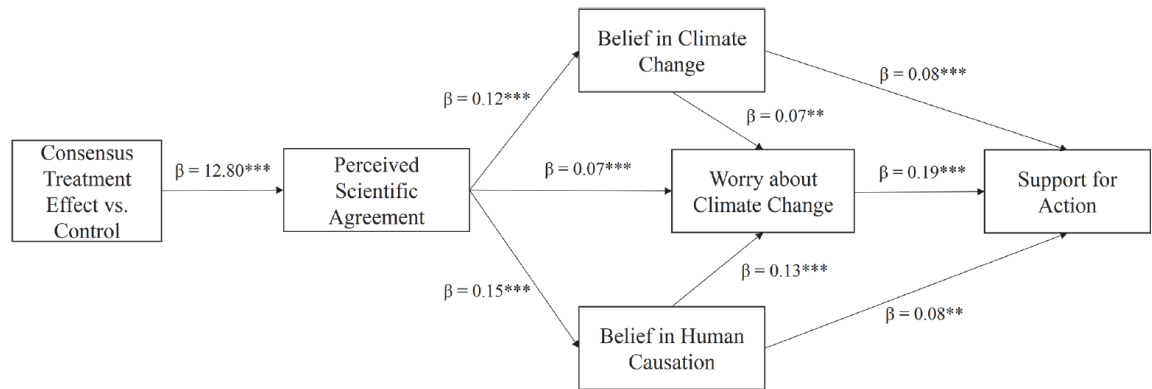 Belief in Climate
Change
β = 0.08***
β = 0.12***
β = 0.07**
Consensus
Treatment
Effect vs.
Control
β = 12.80***
Perceived
Scientific
Agreement
β = 0.07***
Worry about
Climate Change
β = 0.19***
Support for
Action
β = 0.13***
β = 0.15***
β = 0.08**
Belief in Human
Causation